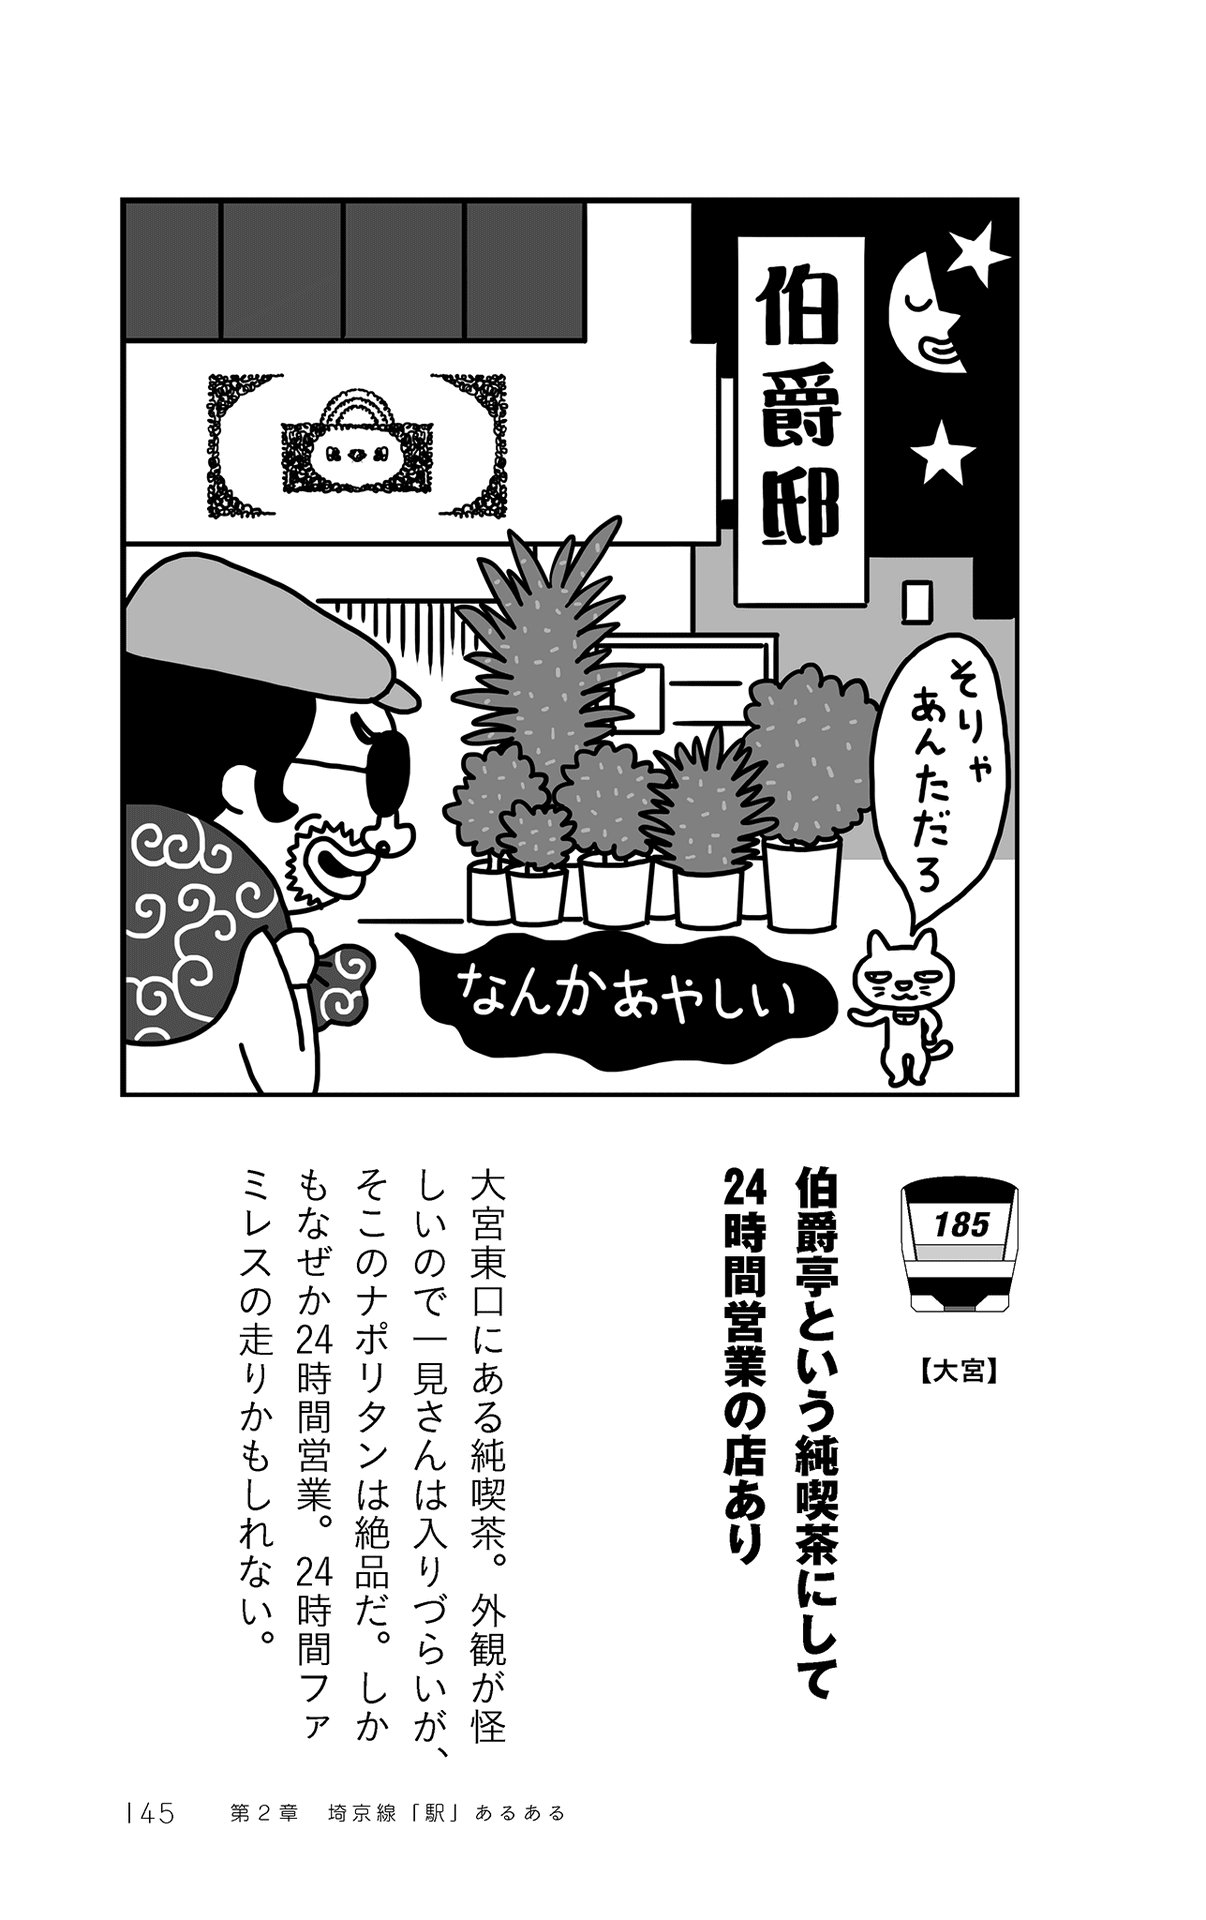 伯爵邸
そりゃ
あんただろ
なんかあやしい
185
【大宮】
伯爵亭という純喫茶にして
24時間営業の店あり
大宮東口にある純喫茶。外観が怪
しいので一見さんは入りづらいが、
そこのナポリタンは絶品だ。しか
もなぜか24時間営業。24時間ファ
ミレスの走りかもしれない。
145　第２章　埼京線「駅」あるある